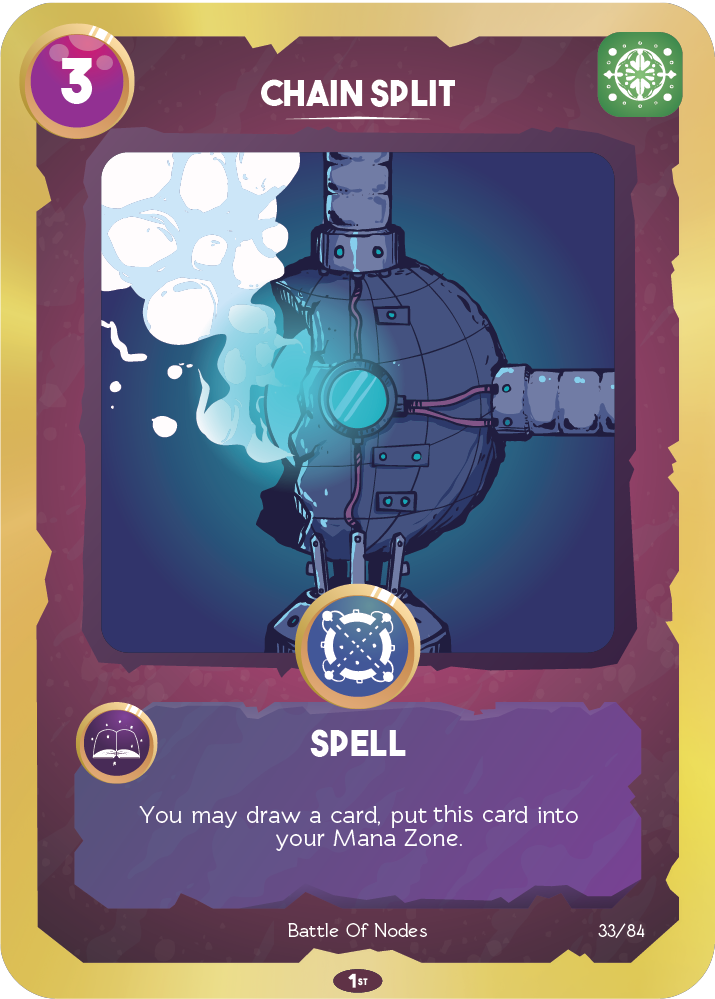 3
CHAIN SPLIT
SPELL
You may draw a card, put this card into
your Mana Zone.
Battle Of Nodes
33/84
1ST